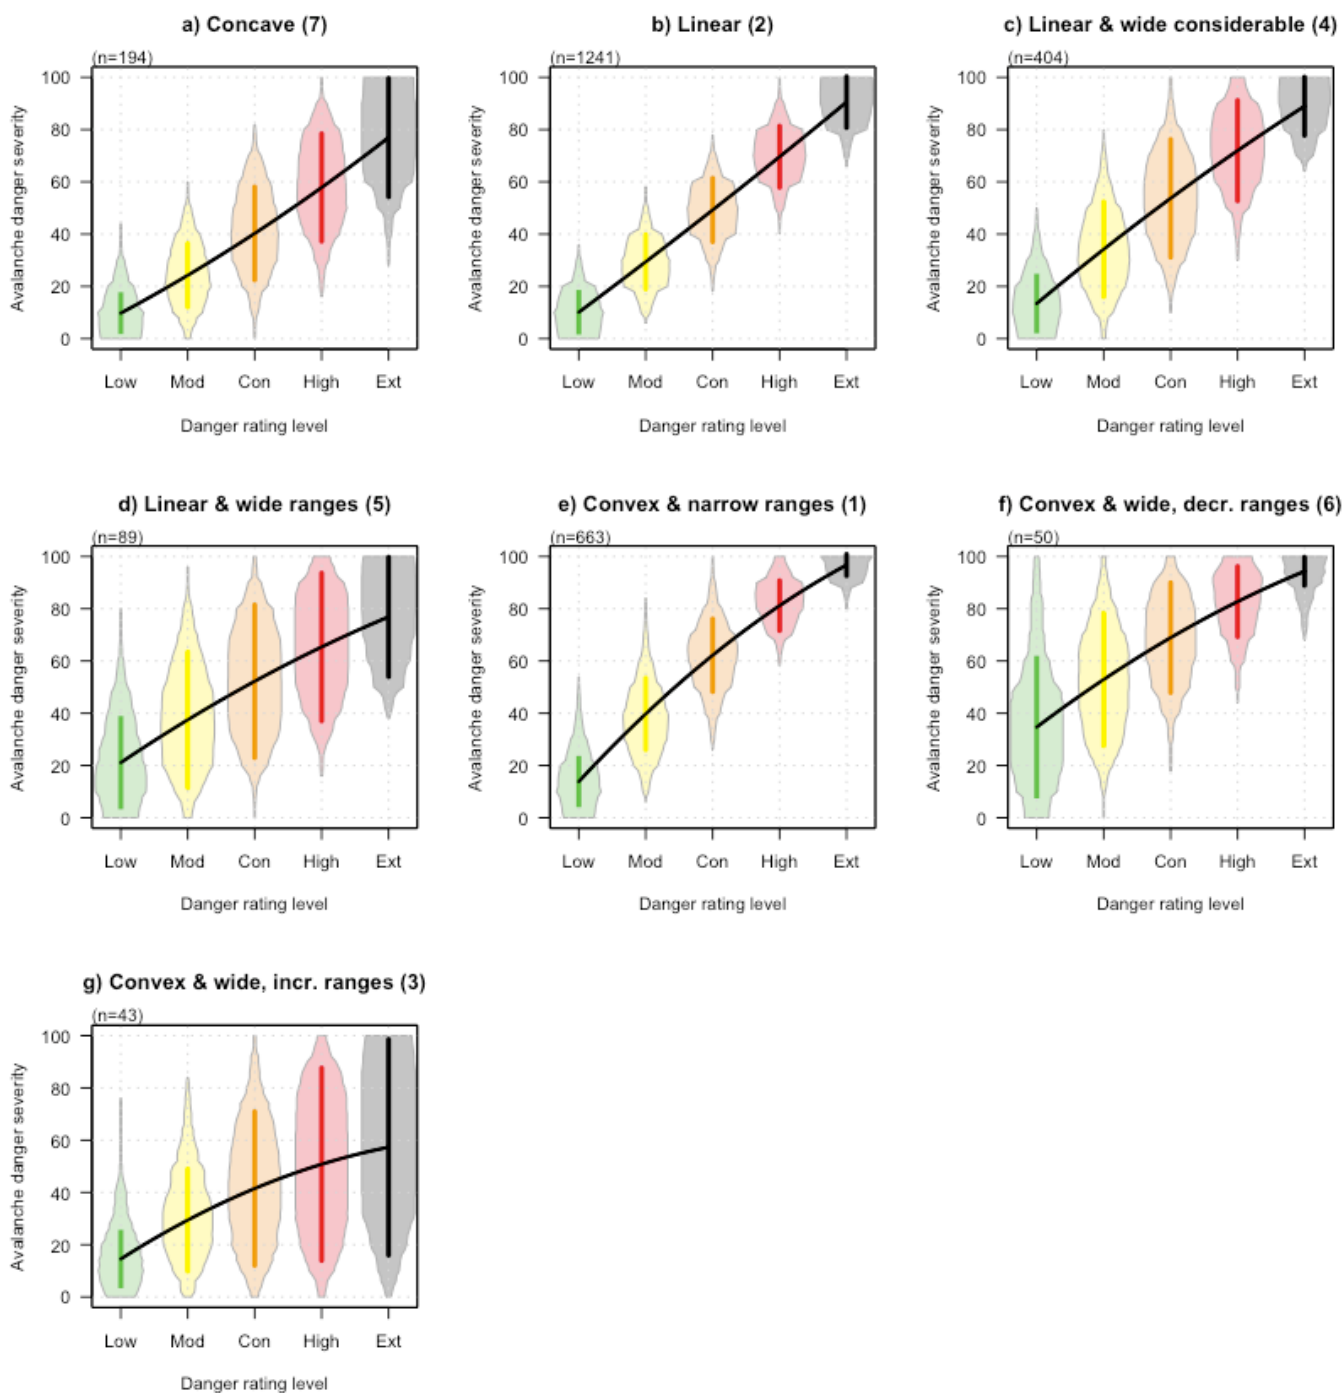 a) Concave (7)
(n=194)
Avalanche danger severity
100
80
60
40
20
0
Low Mod Con High Ext
Danger rating level
b) Linear (2)
(n=1241)
Avalanche danger severity
100
80
60
40
20
0
Low Mod Con High Ext
Danger rating level
c) Linear & wide considerable (4)
(n=404)
Avalanche danger severity
100
80
60
40
20
0
Low Mod Con High Ext
Danger rating level
d) Linear & wide ranges (5)
(n=89)
Avalanche danger severity
100
80
60
40
20
0
Low Mod Con High Ext
Danger rating level
e) Convex & narrow ranges (1)
(n=663)
Avalanche danger severity
100
80
60
40
20
0
Low Mod Con High Ext
Danger rating level
f) Convex & wide, decr. ranges (6)
(n=50)
Avalanche danger severity
100
80
60
40
20
0
Low Mod Con High Ext
Danger rating level
g) Convex & wide, incr. ranges (3)
(n=43)
Avalanche danger severity
100
80
60
40
20
0
Low Mod Con High Ext
Danger rating level